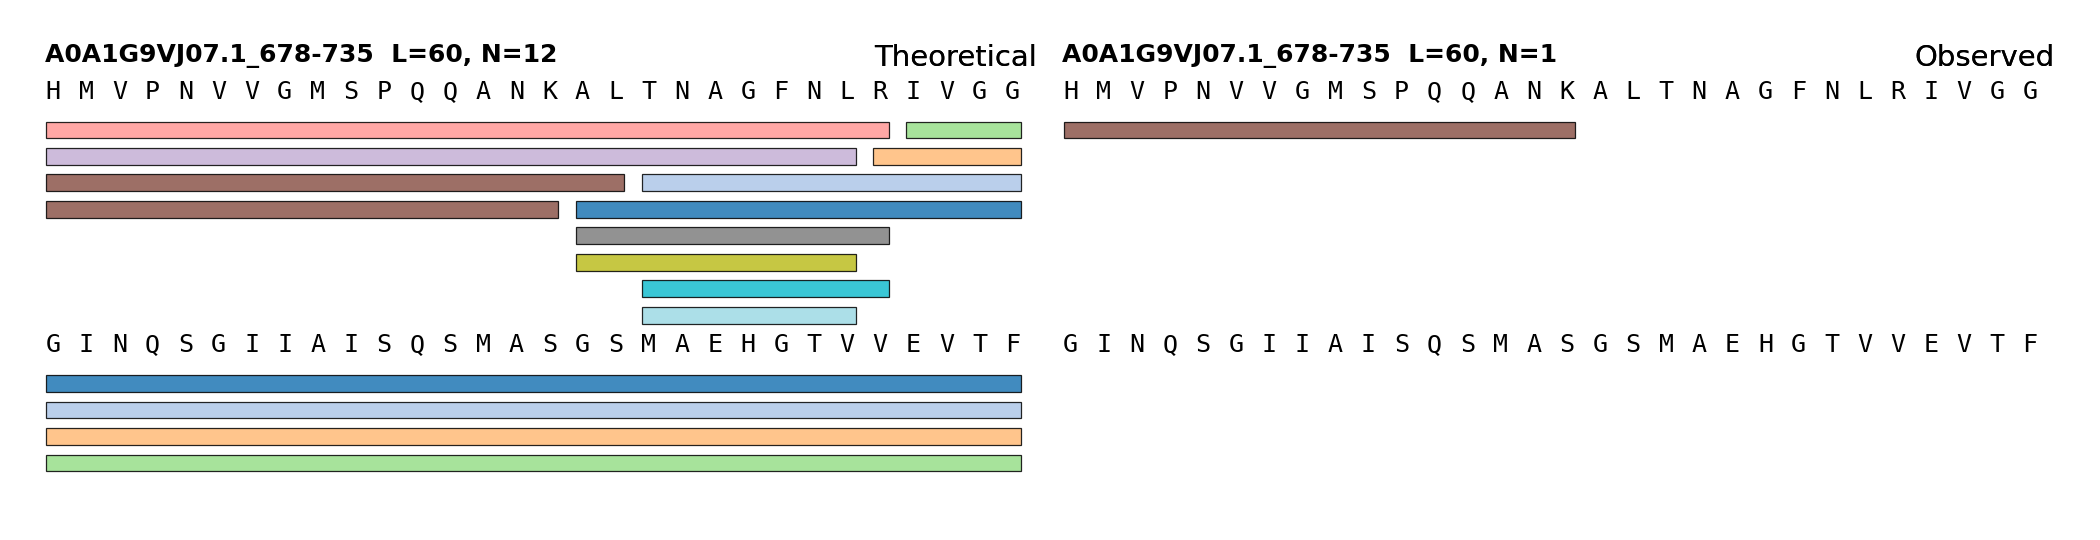 A0A1G9VJ07.1_678-735 L=60, N=12 Theoretical
H M V P N V V G M S P Q Q A N K A L T N A G F N L R I V G G
G I N Q S G I I A I S Q S M A S G S M A E H G T V V E V T F
A0A1G9VJ07.1_678-735 L=60, N=1 Observed
H M V P N V V G M S P Q Q A N K A L T N A G F N L R I V G G
G I N Q S G I I A I S Q S M A S G S M A E H G T V V E V T F